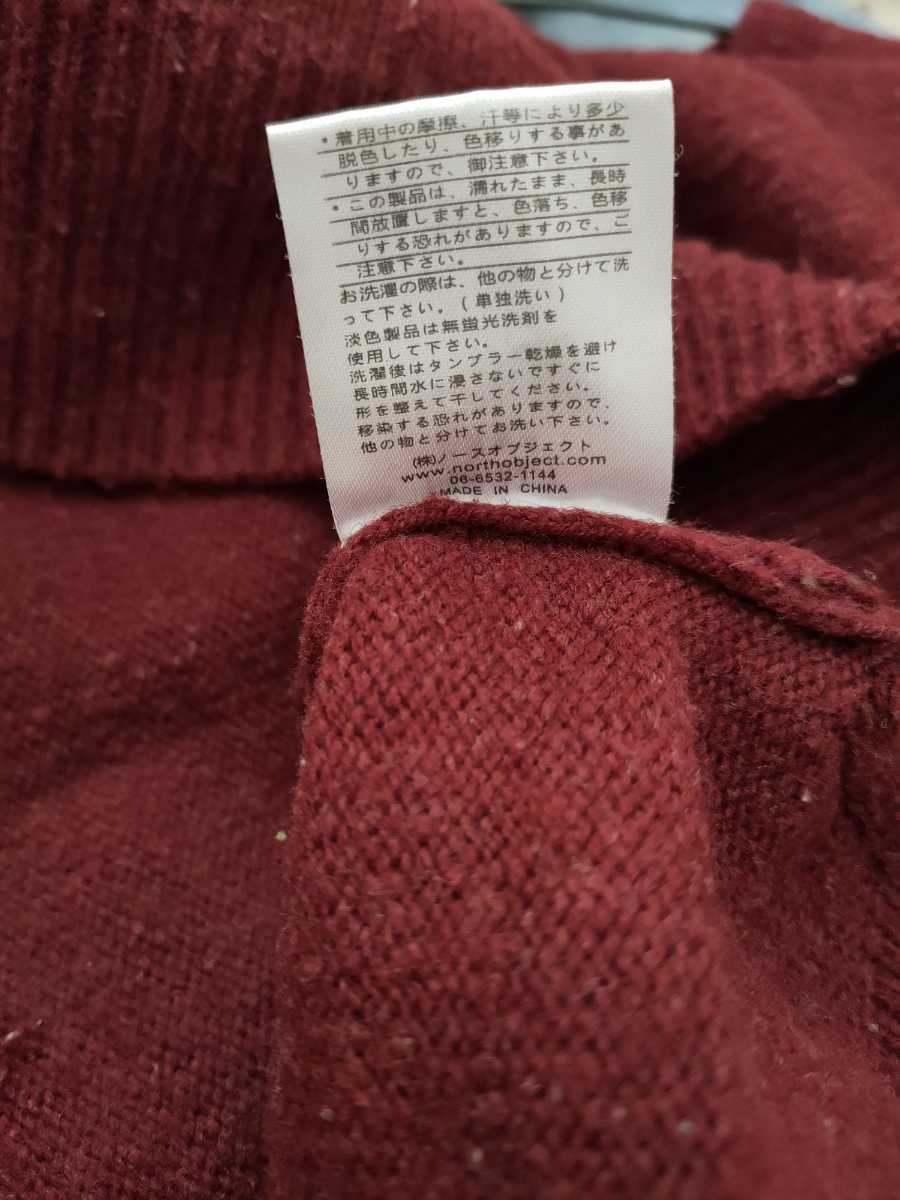 ・着用中の摩擦、汗等により多少
脱色したり、色移りする事があ
りますので、御注意下さい。
・この製品は、濡れたまま、長時
間放置しますと、色落ち、色移
りする恐れがありますので、ご
注意下さい。
お洗濯の際は、他の物と分けて洗
って下さい。(単独洗い)
淡色製品は無蛍光洗剤を
使用して下さい。
洗濯後はタンブラー乾燥を避け
長時間水に浸さないですぐに
形を整えて干してください。
移染する恐れがありますので、
他の物と分けてお洗い下さい。
(株)ノースオブジェクト
www.northobject.com
06-6532-1144
MADE IN CHINA